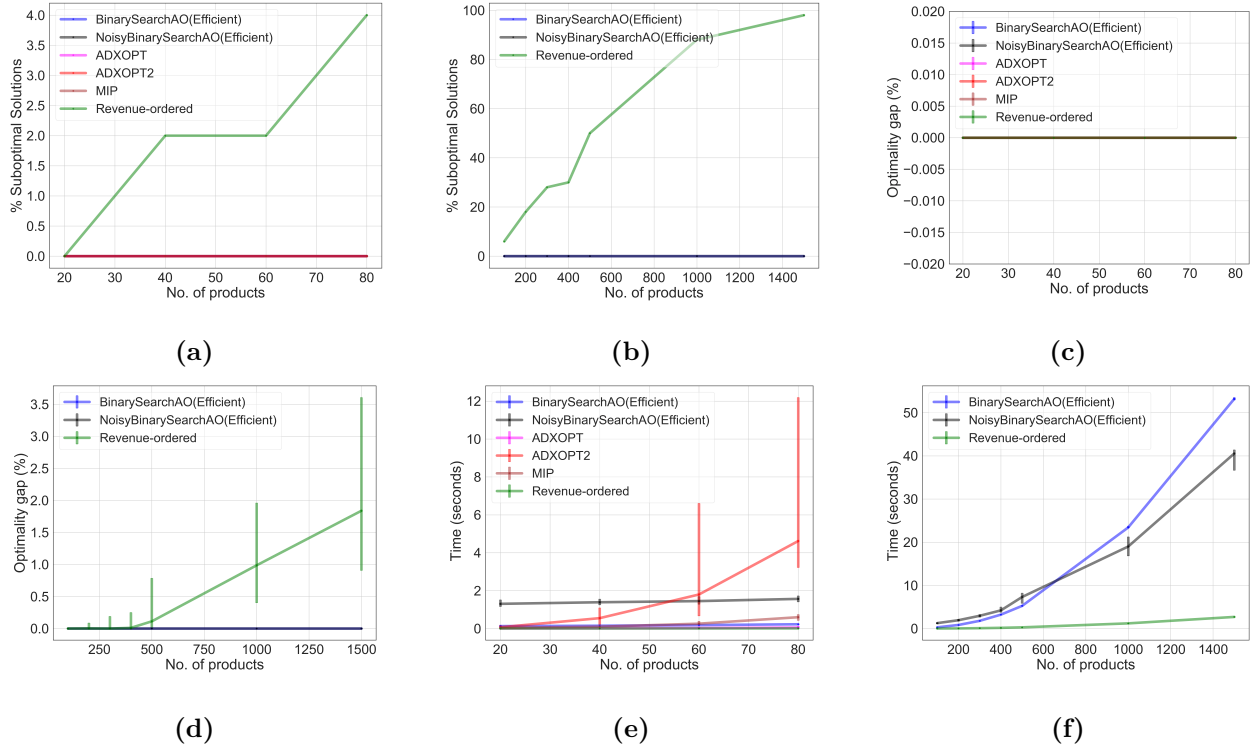 4.0
3.5
3.0
2.5
2.0
1.5
1.0
0.5
0.0
% Suboptimal Solutions
BinarySearchAO(Efficient)
NoisyBinarySearchAO(Efficient)
ADXOPT
ADXOPT2
MIP
Revenue-ordered
20 30 40 50 60 70 80
No. of products
(a)
100
80
60
40
20
0
% Suboptimal Solutions
BinarySearchAO(Efficient)
NoisyBinarySearchAO(Efficient)
Revenue-ordered
200 400 600 800 1000 1200 1400
No. of products
(b)
0.020
0.015
0.010
0.005
0.000
−0.005
−0.010
−0.015
−0.020
Optimality gap (%)
BinarySearchAO(Efficient)
NoisyBinarySearchAO(Efficient)
ADXOPT
ADXOPT2
MIP
Revenue-ordered
20 30 40 50 60 70 80
No. of products
(c)
3.5
3.0
2.5
2.0
1.5
1.0
0.5
0.0
Optimality gap (%)
BinarySearchAO(Efficient)
NoisyBinarySearchAO(Efficient)
Revenue-ordered
250 500 750 1000 1250 1500
No. of products
(d)
12
10
8
6
4
2
0
Time (seconds)
BinarySearchAO(Efficient)
NoisyBinarySearchAO(Efficient)
ADXOPT
ADXOPT2
MIP
Revenue-ordered
20 30 40 50 60 70 80
No. of products
(e)
50
40
30
20
10
0
Time (seconds)
BinarySearchAO(Efficient)
NoisyBinarySearchAO(Efficient)
Revenue-ordered
200 400 600 800 1000 1200 1400
No. of products
(f)